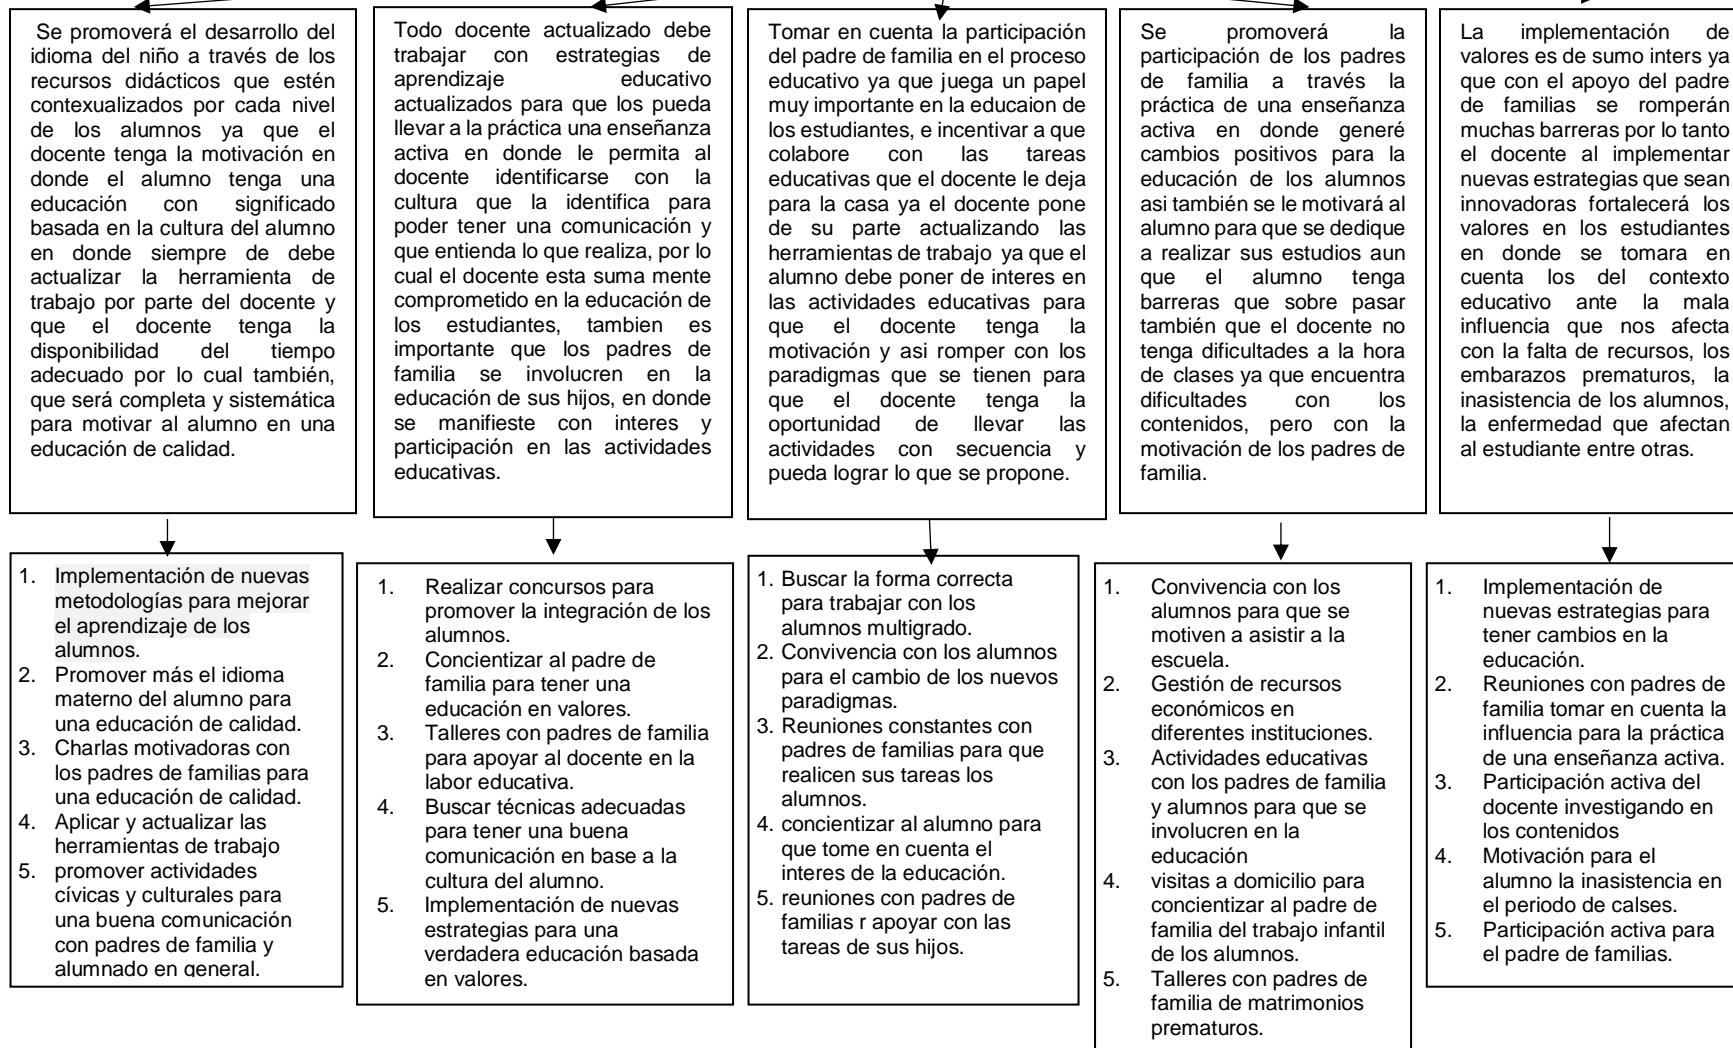 Se promoverá el desarrollo del
idioma del niño a través de los
recursos didácticos que estén
contexualizados por cada nivel
de los alumnos ya que el
docente tenga la motivación en
donde el alumno tenga una
educación con significado
basada en la cultura del alumno
en donde siempre de debe
actualizar la herramienta de
trabajo por parte del docente y
que el docente tenga la
disponibilidad del tiempo
adecuado por lo cual también,
que será completa y sistemática
para motivar al alumno en una
educación de calidad.
Todo docente actualizado debe
trabajar con estrategias de
aprendizaje educativo
actualizados para que los pueda
llevar a la práctica una enseñanza
activa en donde le permita al
docente identificarse con la
cultura que la identifica para
poder tener una comunicación y
que entienda lo que realiza, por lo
cual el docente esta suma mente
comprometido en la educación de
los estudiantes, tambien es
importante que los padres de
familia se involucren en la
educación de sus hijos, en donde
se manifieste con interes y
participación en las actividades
educativas.
Tomar en cuenta la participación
del padre de familia en el proceso
educativo ya que juega un papel
muy importante en la educaion de
los estudiantes, e incentivar a que
colabore con las tareas
educativas que el docente le deja
para la casa ya el docente pone
de su parte actualizando las
herramientas de trabajo ya que el
alumno debe poner de interes en
las actividades educativas para
que el docente tenga la
motivación y asi romper con los
paradigmas que se tienen para
que el docente tenga la
oportunidad de llevar las
actividades con secuencia y
pueda lograr lo que se propone.
Se promoverá la
participación de los padres
de familia a través la
práctica de una enseñanza
activa en donde generé
cambios positivos para la
educación de los alumnos
asi también se le motivará al
alumno para que se dedique
a realizar sus estudios aun
que el alumno tenga
barreras que sobre pasar
también que el docente no
tenga dificultades a la hora
de clases ya que encuentra
dificultades con los
contenidos, pero con la
motivación de los padres de
familia.
La implementación de
valores es de sumo inters ya
que con el apoyo del padre
de familias se romperán
muchas barreras por lo tanto
el docente al implementar
nuevas estrategias que sean
innovadoras fortalecerá los
valores en los estudiantes
en donde se tomara en
cuenta los del contexto
educativo ante la mala
influencia que nos afecta
con la falta de recursos, los
embarazos prematuros, la
inasistencia de los alumnos,
la enfermedad que afectan
al estudiante entre otras.
1. Implementación de nuevas
metodologías para mejorar
el aprendizaje de los
alumnos.
2. Promover más el idioma
materno del alumno para
una educación de calidad.
3. Charlas motivadoras con
los padres de familias para
una educación de calidad.
4. Aplicar y actualizar las
herramientas de trabajo
5. promover actividades
cívicas y culturales para
una buena comunicación
con padres de familia y
alumnado en general.
1. Realizar concursos para
promover la integración de los
alumnos.
2. Concientizar al padre de
familia para tener una
educación en valores.
3. Talleres con padres de familia
para apoyar al docente en la
labor educativa.
4. Buscar técnicas adecuadas
para tener una buena
comunicación en base a la
cultura del alumno.
5. Implementación de nuevas
estrategias para una
verdadera educación basada
en valores.
1. Buscar la forma correcta
para trabajar con los
alumnos multigrado.
2. Convivencia con los alumnos
para el cambio de los nuevos
paradigmas.
3. Reuniones constantes con
padres de familias para que
realicen sus tareas los
alumnos.
4. concientizar al alumno para
que tome en cuenta el
interes de la educación.
5. reuniones con padres de
familias r apoyar con las
tareas de sus hijos.
1. Convivencia con los
alumnos para que se
motiven a asistir a la
escuela.
2. Gestión de recursos
económicos en
diferentes instituciones.
3. Actividades educativas
con los padres de familia
y alumnos para que se
involucren en la
educación
4. visitas a domicilio para
concientizar al padre de
familia del trabajo infantil
de los alumnos.
5. Talleres con padres de
familia de matrimonios
prematuros.
1. Implementación de
nuevas estrategias para
tener cambios en la
educación.
2. Reuniones con padres de
familia tomar en cuenta la
influencia para la práctica
de una enseñanza activa.
3. Participación activa del
docente investigando en
los contenidos
4. Motivación para el
alumno la inasistencia en
el periodo de calses.
5. Participación activa para
el padre de familias.